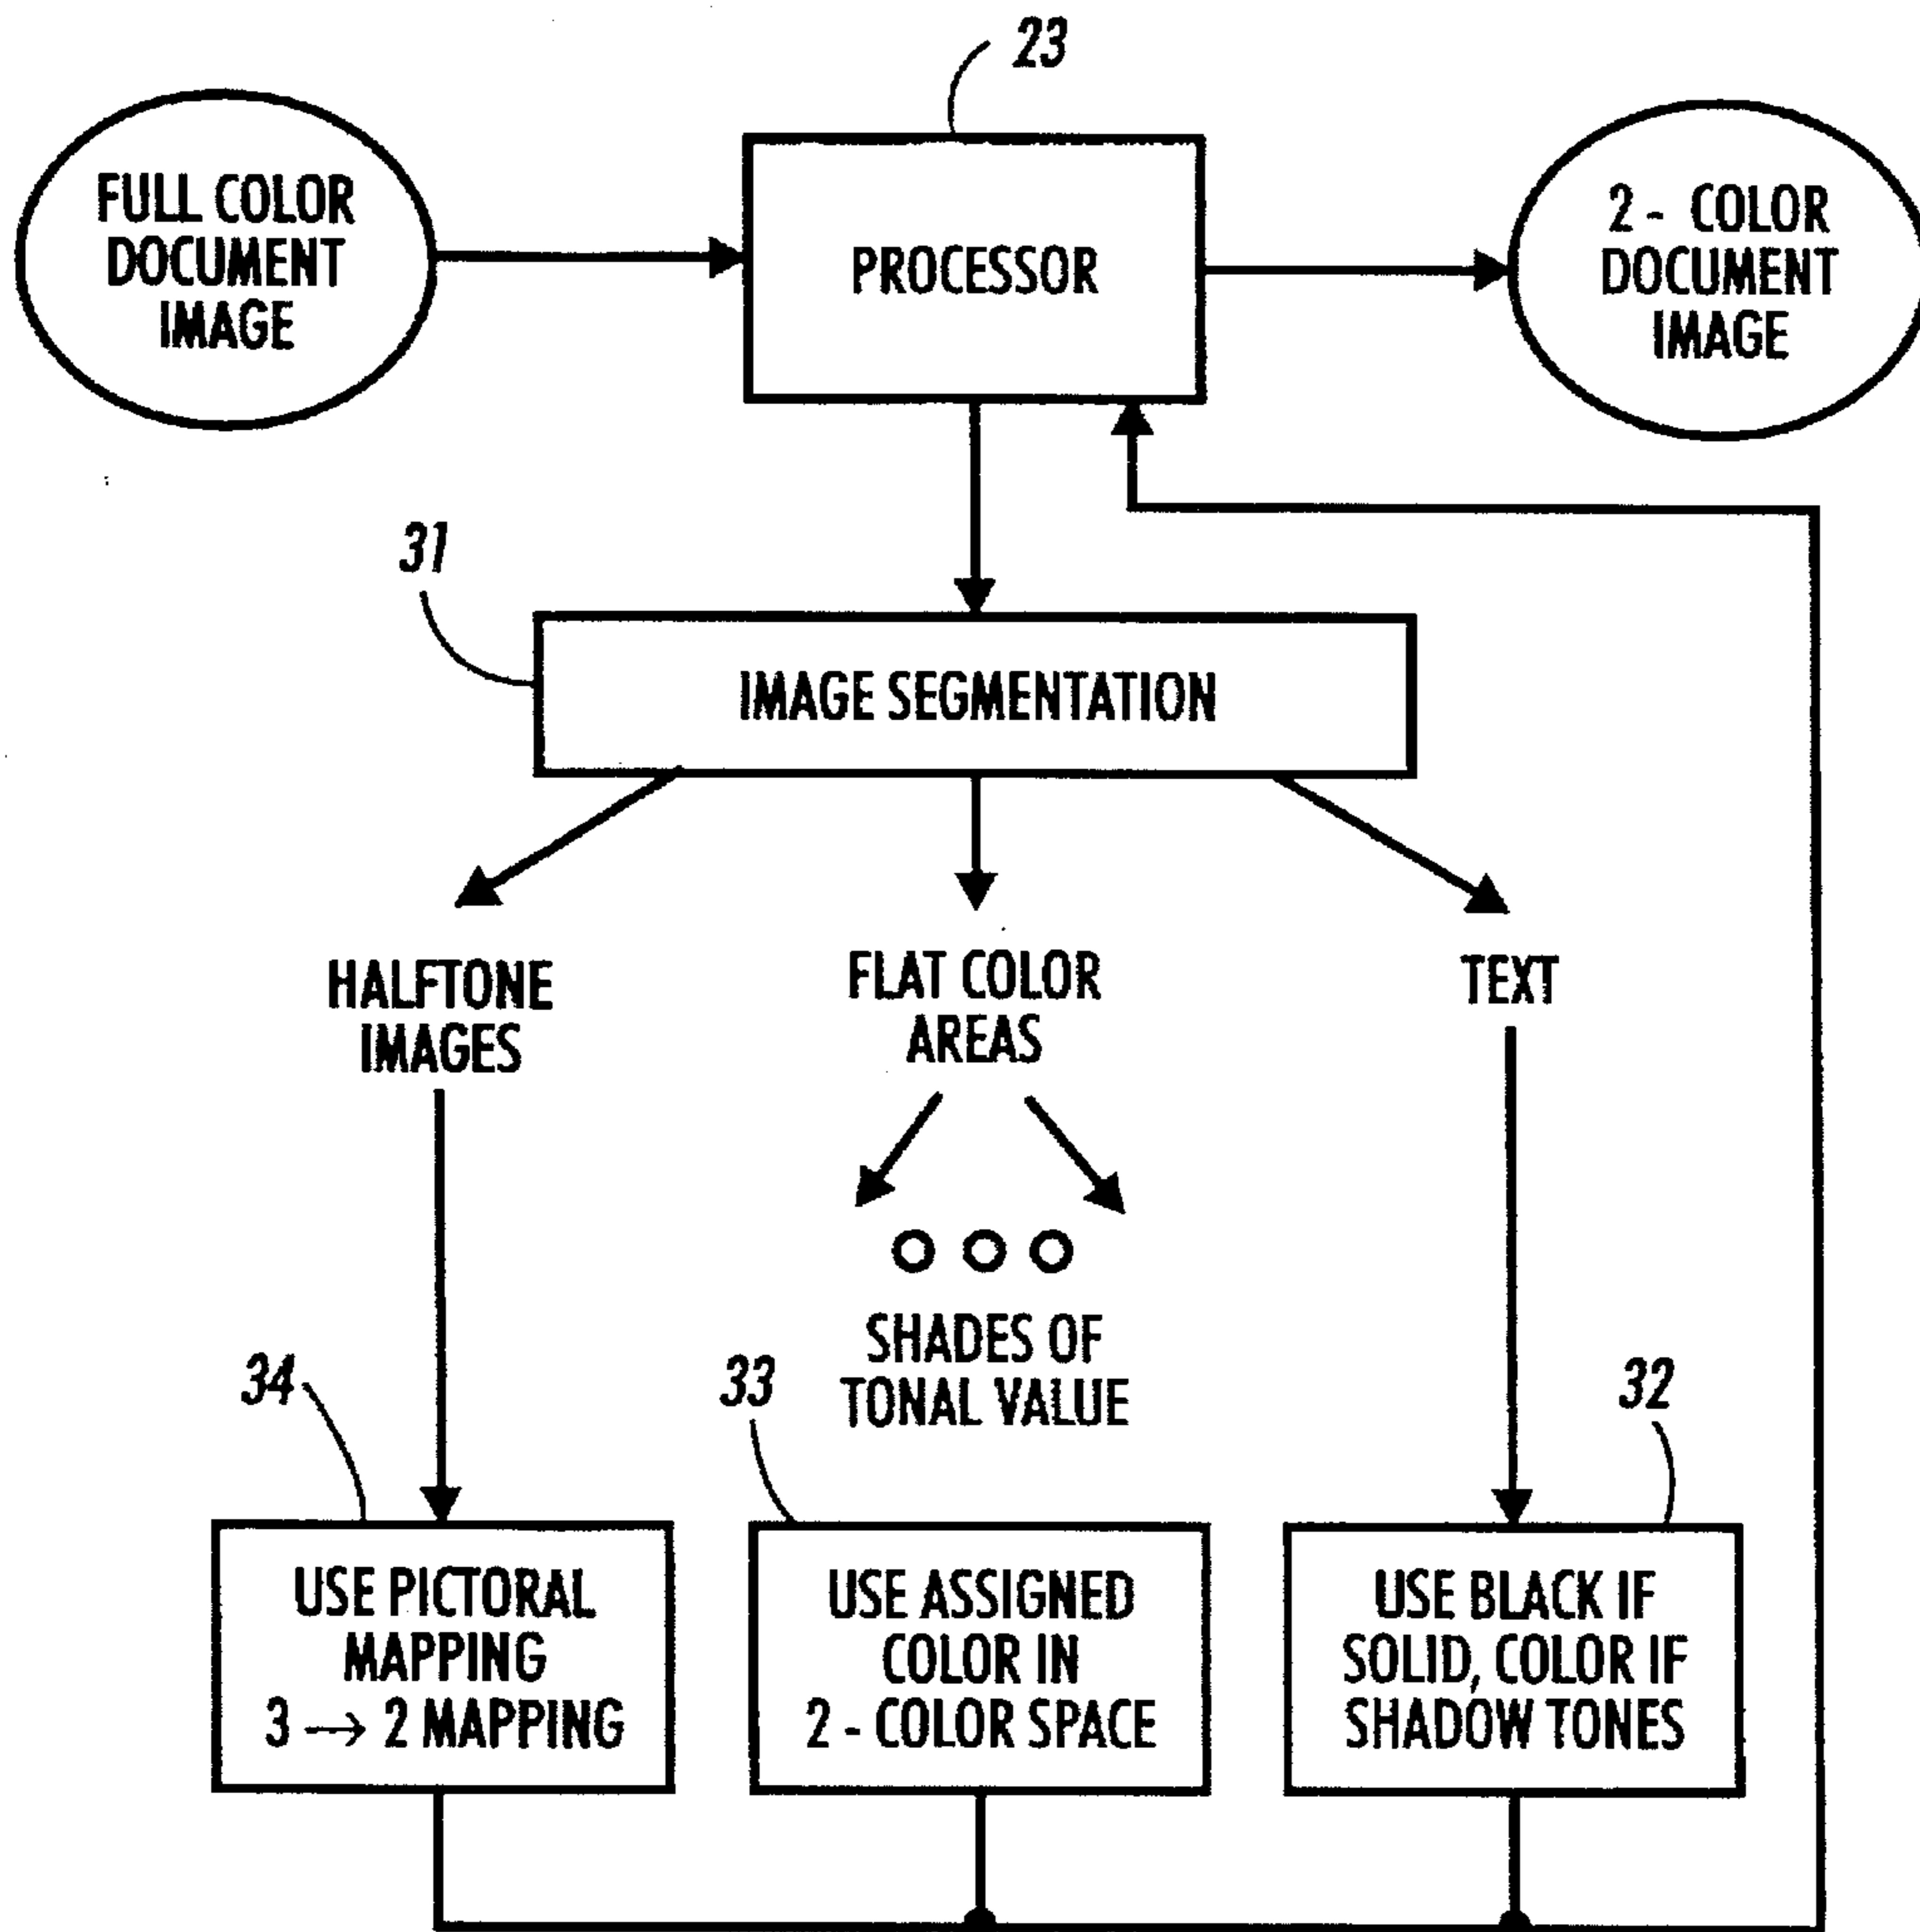 23
FULL COLOR
DOCUMENT
IMAGE
PROCESSOR
2 - COLOR
DOCUMENT
IMAGE
31
IMAGE SEGMENTATION
HALFTONE
IMAGES
FLAT COLOR
AREAS
TEXT
SHADES OF
TONAL VALUE
34
33
32
USE PICTORAL
MAPPING
3 → 2 MAPPING
USE ASSIGNED
COLOR IN
2 - COLOR SPACE
USE BLACK IF
SOLID, COLOR IF
SHADOW TONES